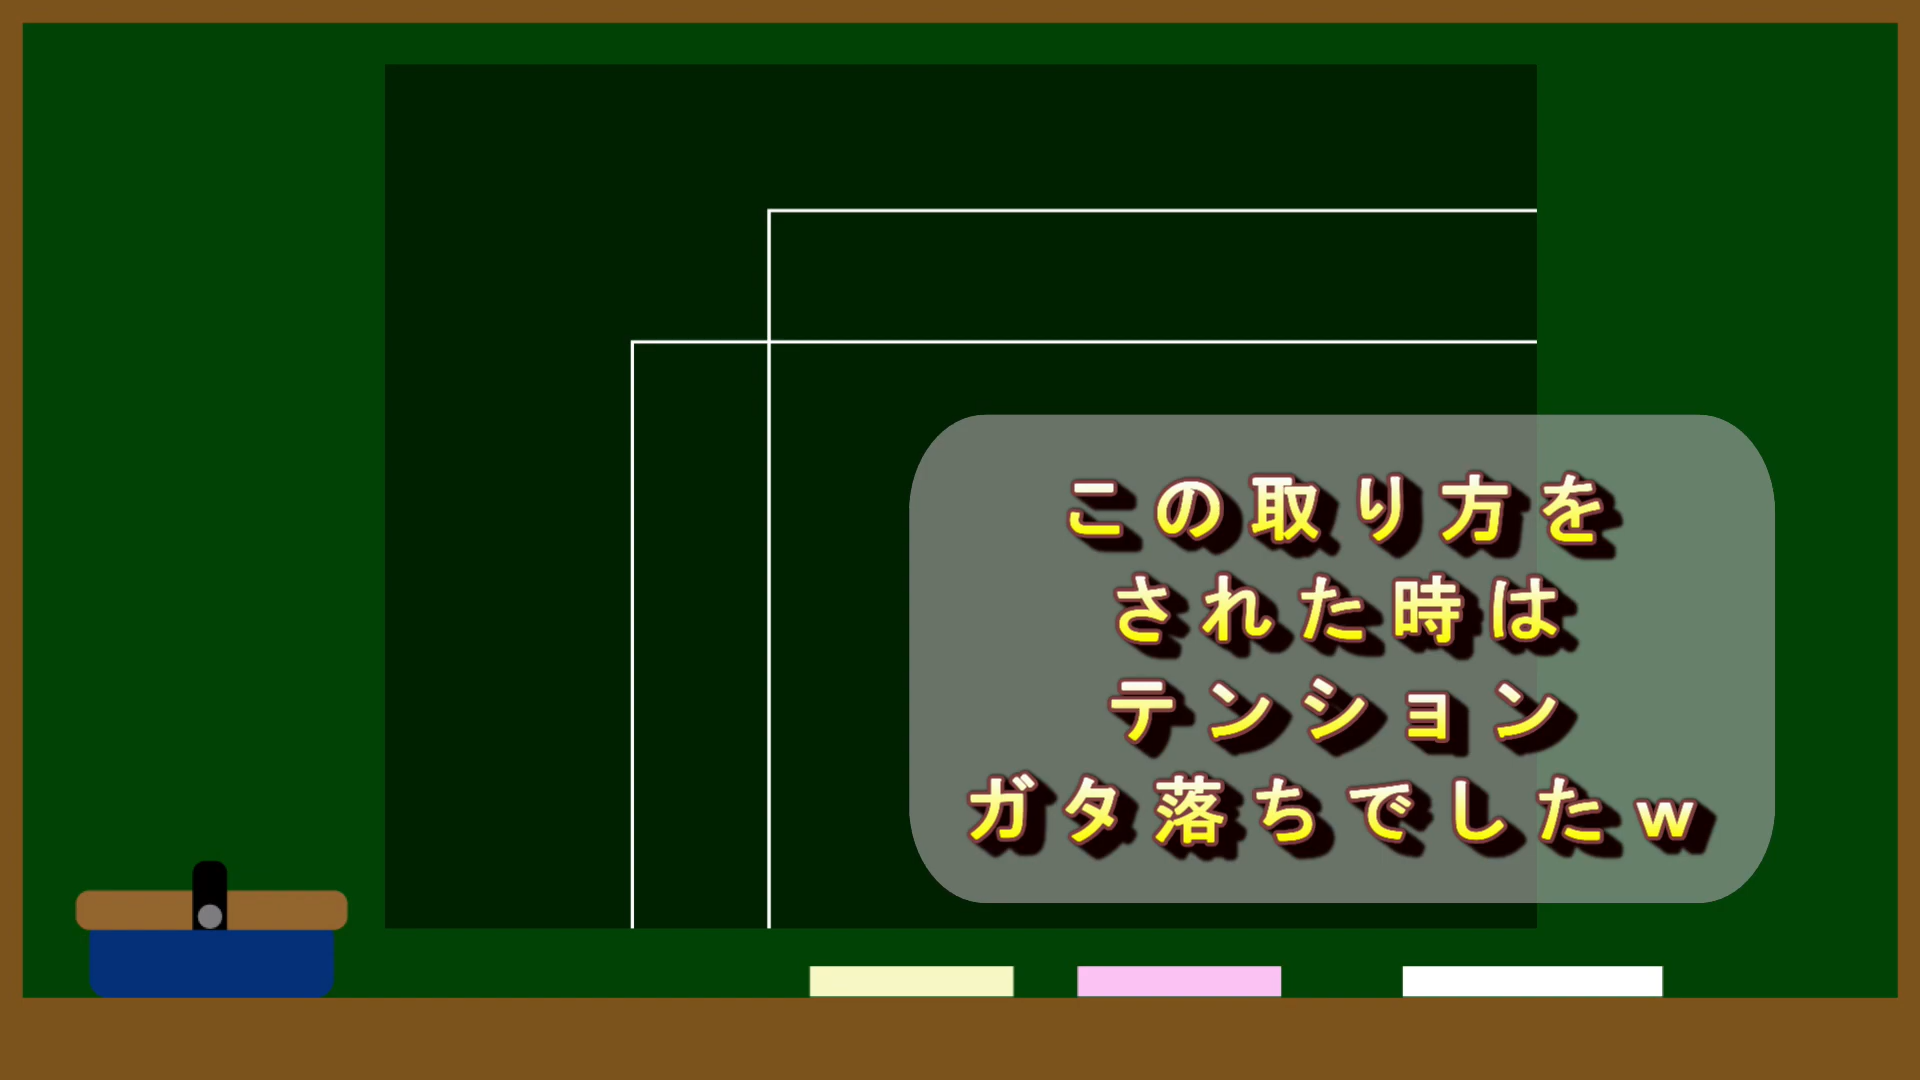 この取り方を
された時は
テンション
ガタ落ちでしたw